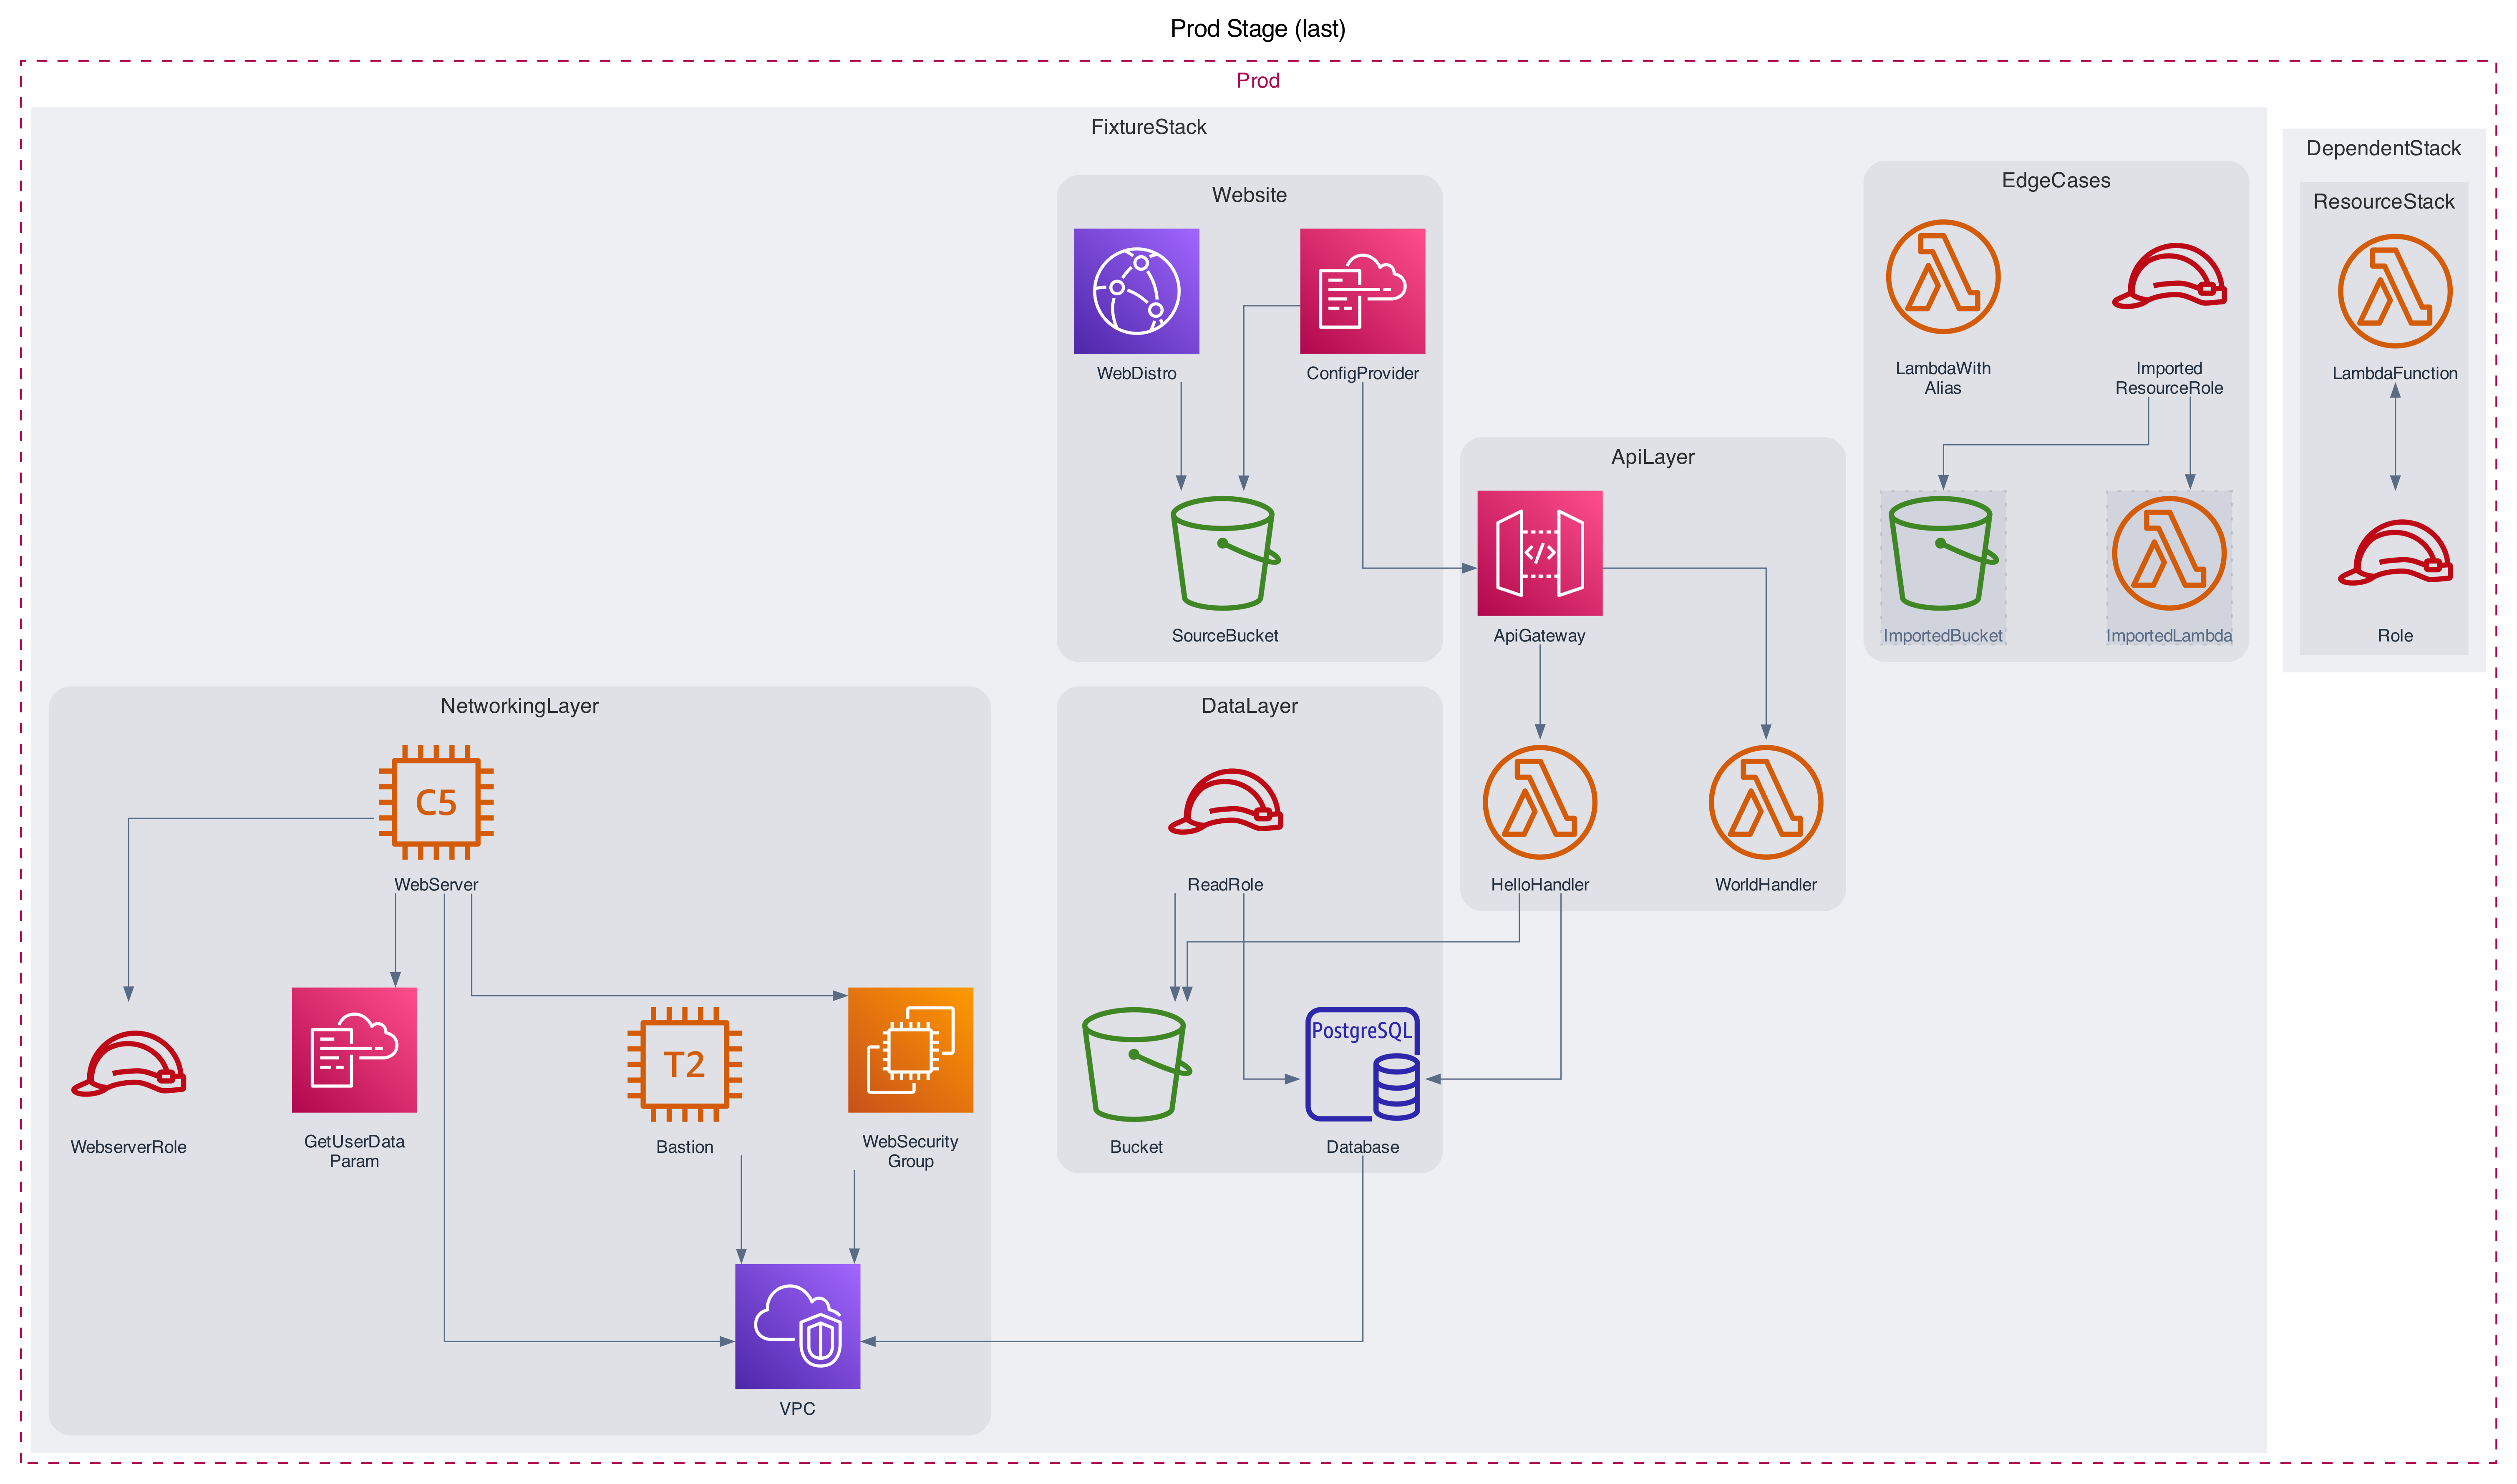 Prod Stage (last)
Prod
FixtureStack
DependentStack
Website
EdgeCases
ResourceStack
WebDistro
ConfigProvider
LambdaWith
Alias
Imported
ResourceRole
LambdaFunction
ApiLayer
</>
SourceBucket
ApiGateway
ImportedBucket
ImportedLambda
Role
NetworkingLayer
DataLayer
C5
WebServer
ReadRole
HelloHandler
WorldHandler
T2
PostgreSQL
WebserverRole
GetUserData
Param
Bastion
WebSecurity
Group
Bucket
Database
VPC